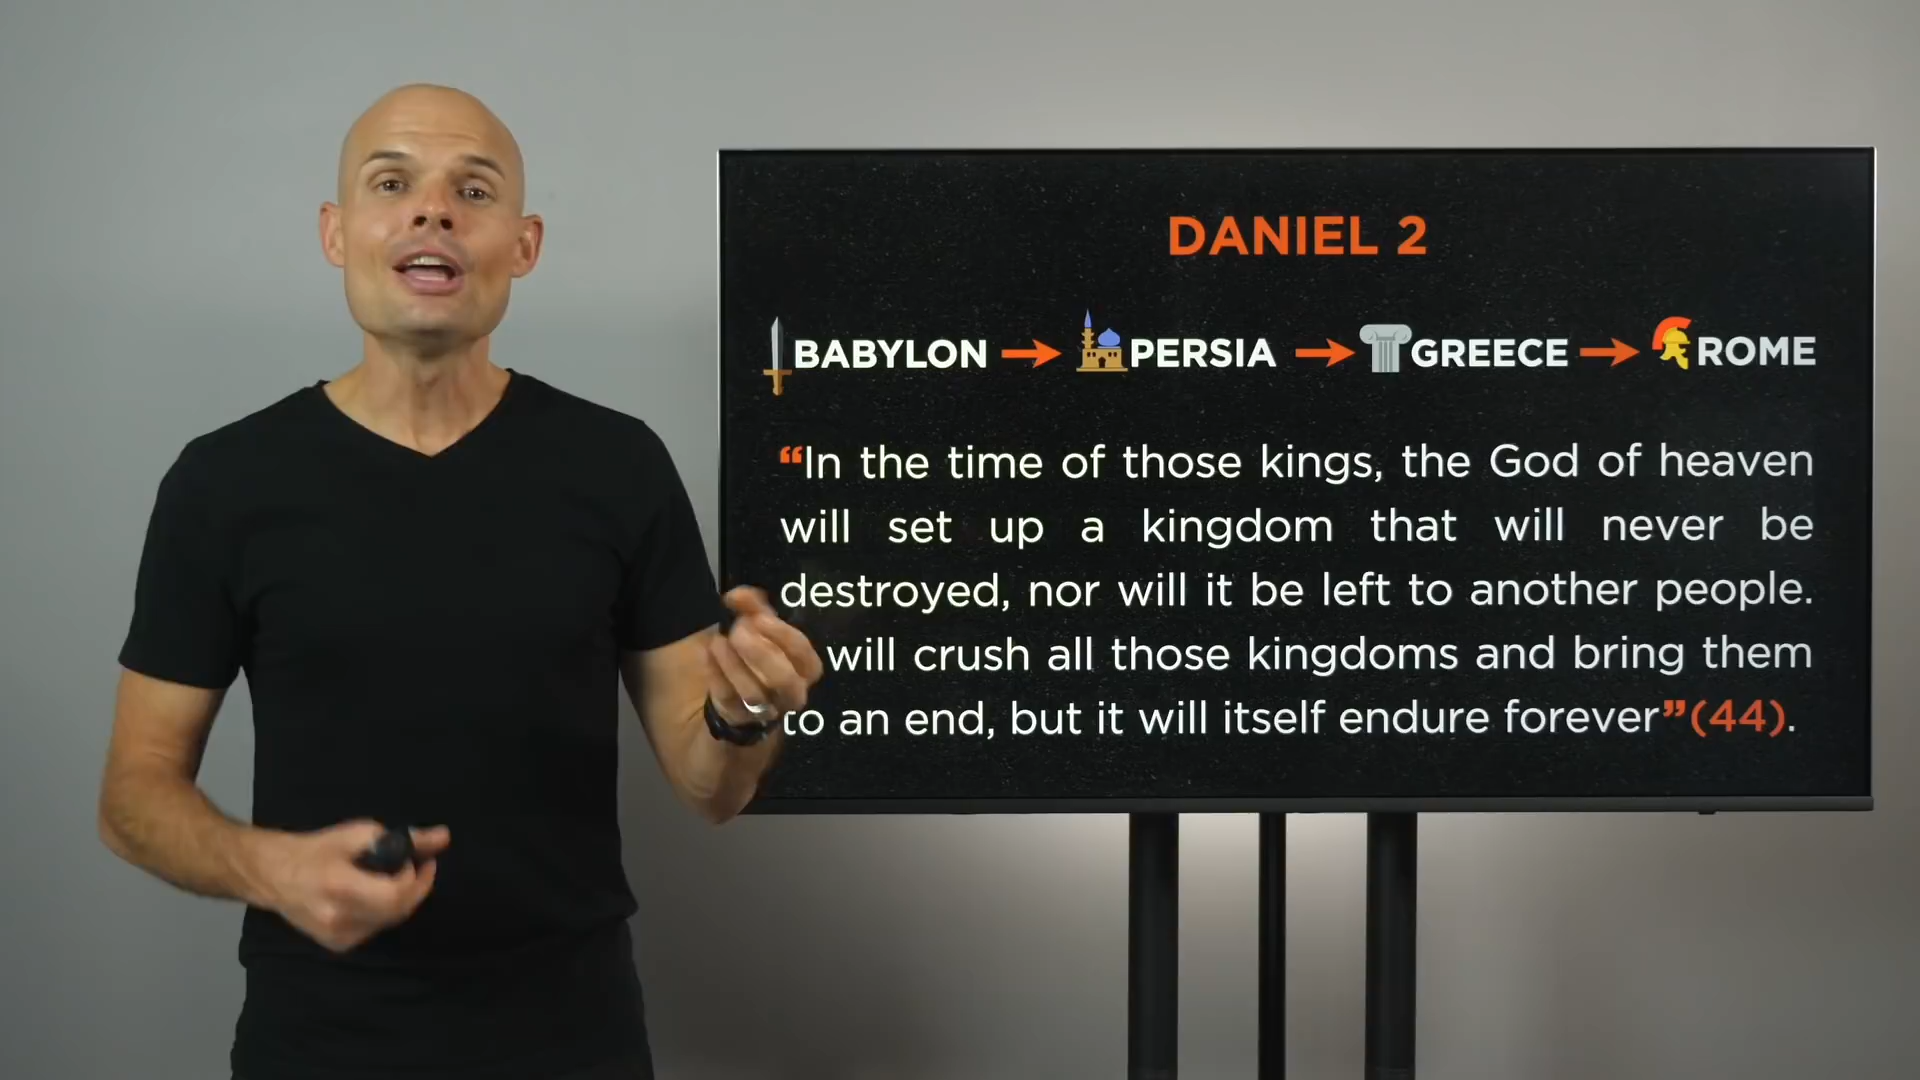 DANIEL 2
BABYLON → PERSIA → GREECE → ROME
“In the time of those kings, the God of heaven
will set up a kingdom that will never be
destroyed, nor will it be left to another people.
will crush all those kingdoms and bring them
to an end, but it will itself endure forever”(44).